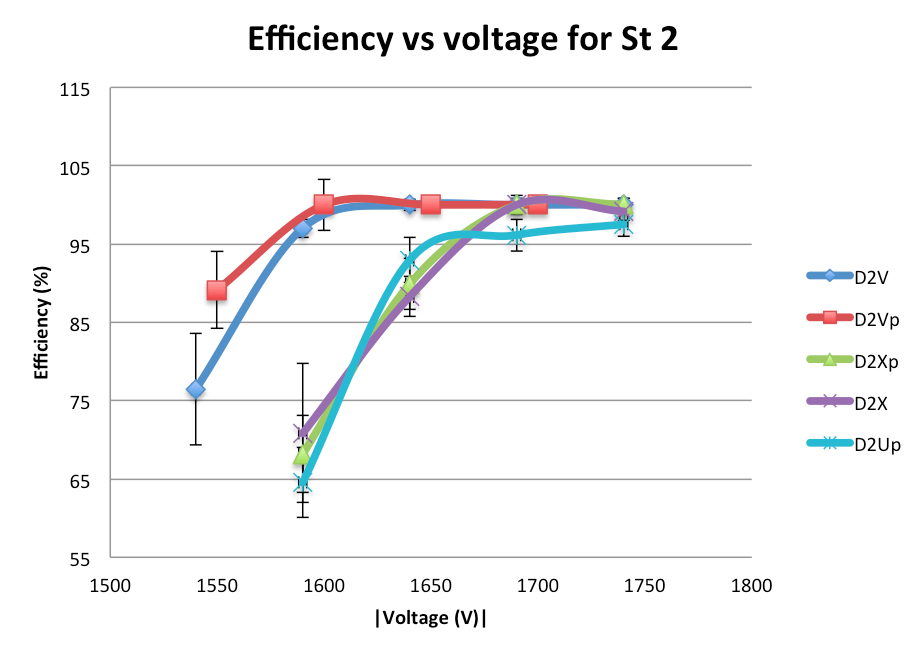 Efficiency vs voltage for St 2
115
105
95
85
75
65
55
1500 1550 1600 1650 1700 1750 1800
Efficiency (%)
|Voltage (V)|
D2V
D2Vp
D2Xp
D2X
D2Up